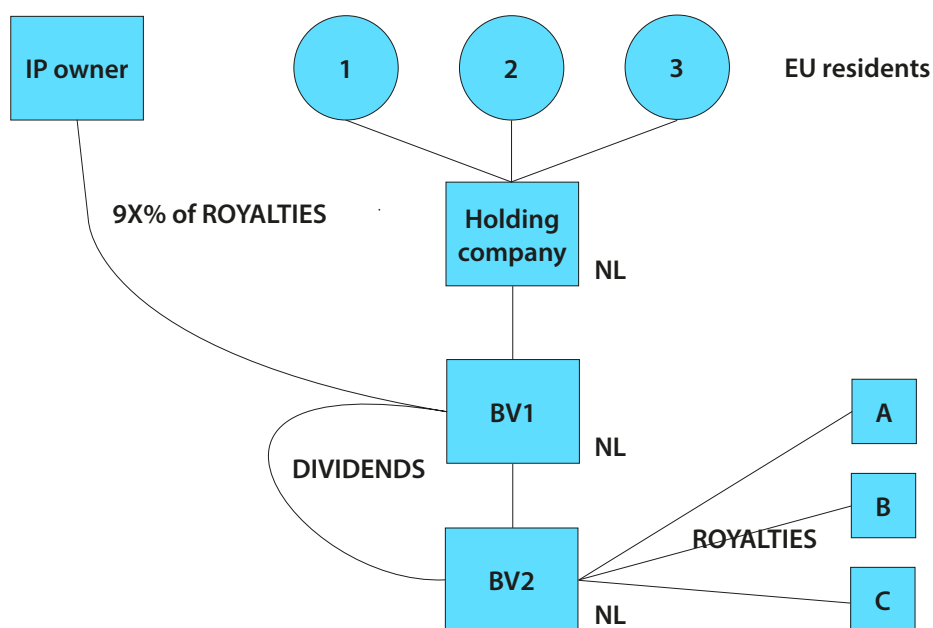 IP owner
1
2
3
EU residents
9X% of ROYALTIES
Holding
company
NL
BV1
NL
A
DIVIDENDS
B
ROYALTIES
BV2
NL
C